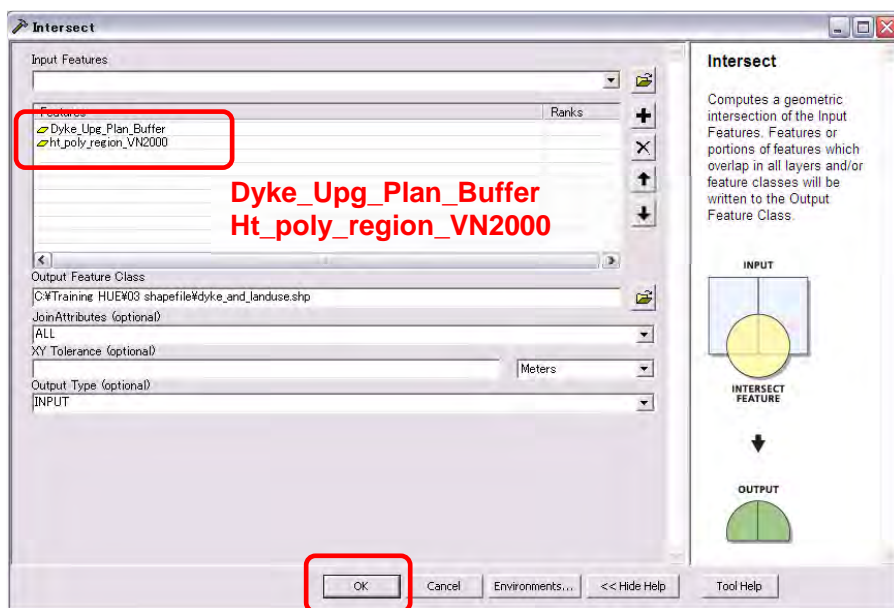 Intersect
Input Features
Features Ranks
Dyke_Upg_Plan_Buffer
ht_poly_region_VN2000
Dyke_Upg_Plan_Buffer
Ht_poly_region_VN2000
Output Feature Class
C:¥Training HUE¥03 shapefile¥dyke_and_landuse.shp
JoinAttributes (optional)
ALL
XY Tolerance (optional)
Meters
Output Type (optional)
INPUT
OK Cancel Environments... << Hide Help Tool Help
Intersect
Computes a geometric
intersection of the Input
Features. Features or
portions of features which
overlap in all layers and/or
feature classes will be
written to the Output
Feature Class.
INPUT
INTERSECT
FEATURE
OUTPUT